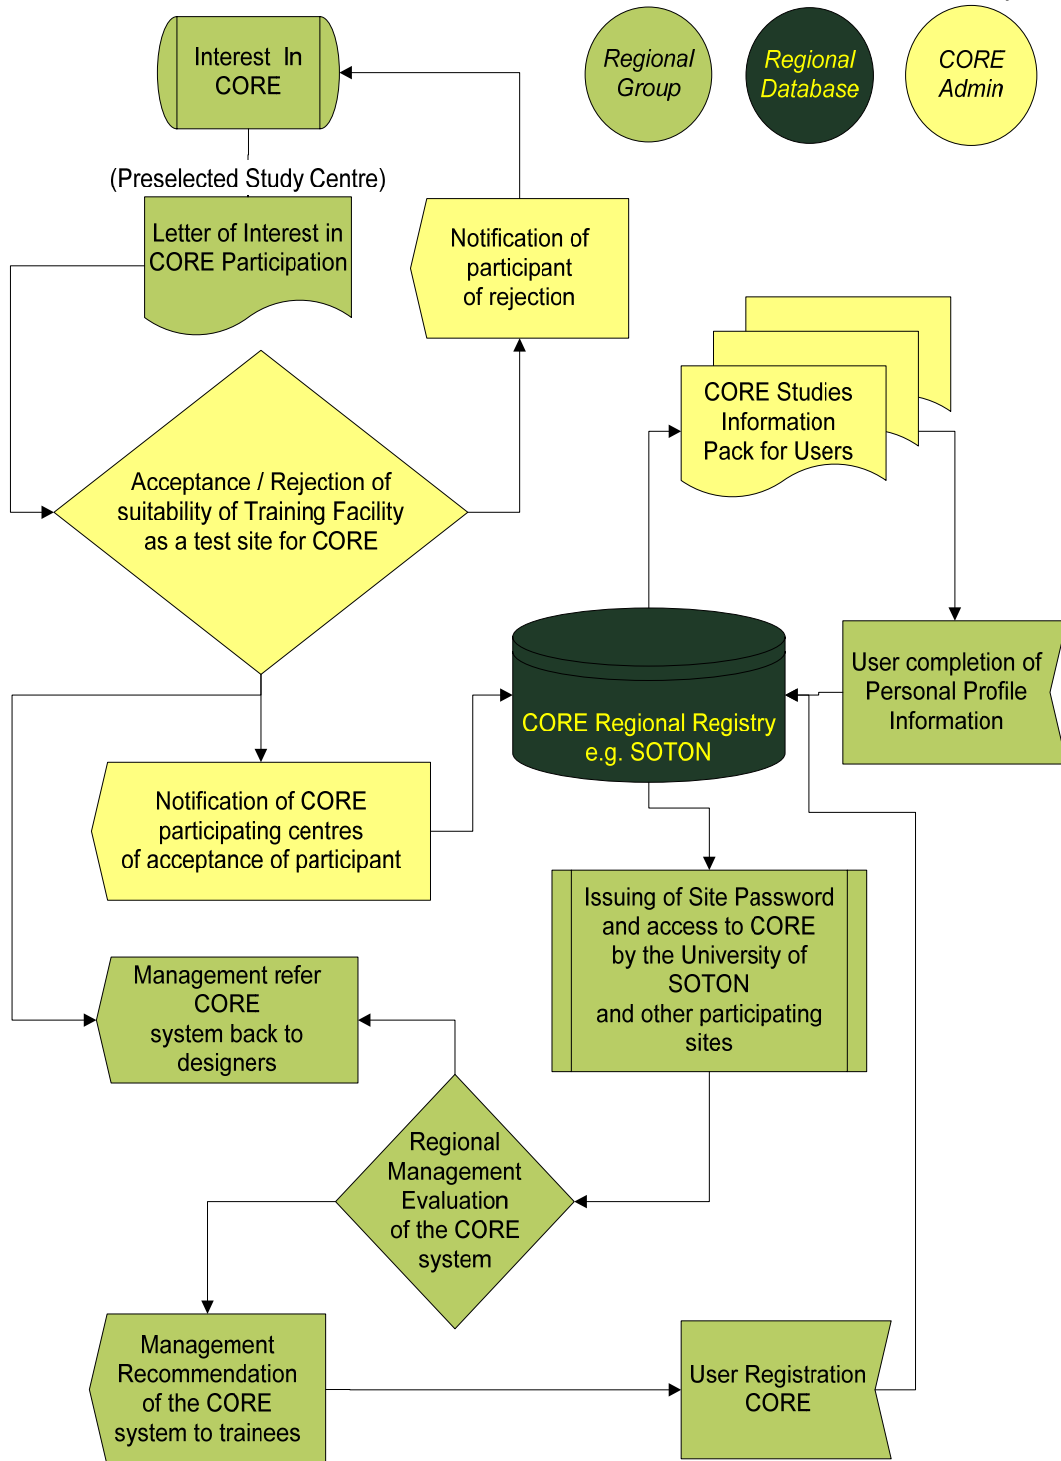 Interest In
CORE
Regional
Group
Regional
Database
CORE
Admin
(Preselected Study Centre)
Letter of Interest in
CORE Participation
Notification of
participant
of rejection
CORE Studies
Information
Pack for Users
Acceptance / Rejection of
suitability of Training Facility
as a test site for CORE
User completion of
Personal Profile
Information
CORE Regional Registry
e.g. SOTON
Notification of CORE
participating centres
of acceptance of participant
Issuing of Site Password
and access to CORE
by the University of
SOTON
and other participating
sites
Management refer
CORE
system back to
designers
Regional
Management
Evaluation
of the CORE
system
Management
Recommendation
of the CORE
system to trainees
User Registration
CORE